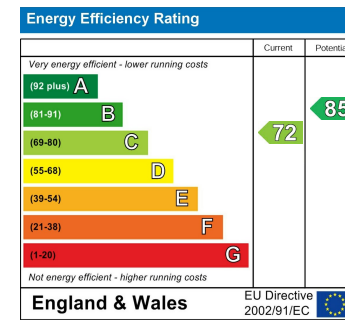 Energy Efficiency Rating
Current Potentia
Very energy efficient - lower running costs
(92 plus) A
(81-91) B
85
(69-80) C
72
(55-68) D
(39-54) E
(21-38) F
(1-20) G
Not energy efficient - higher running costs
England & Wales
EU Directive
2002/91/EC